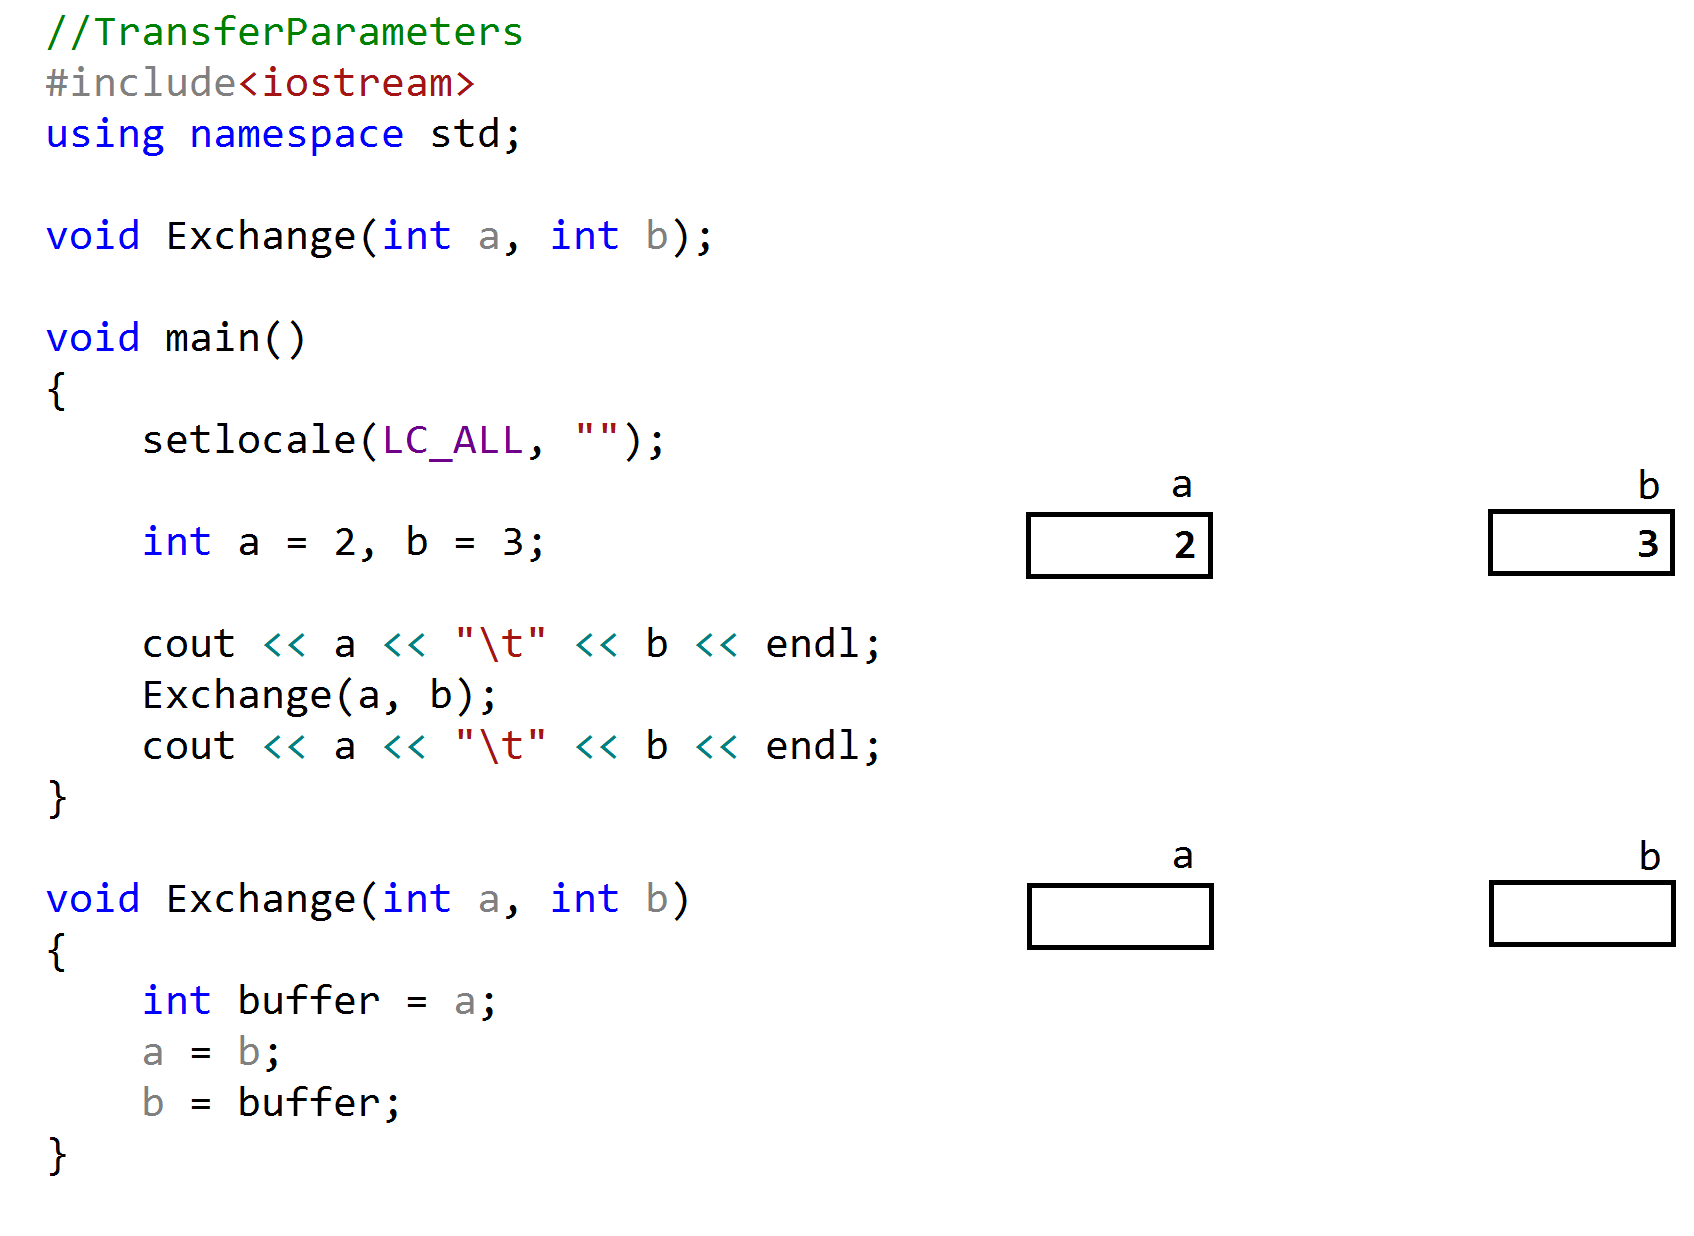 //TransferParameters
#include<iostream>
using namespace std;
void Exchange(int a, int b);
void main()
{
setlocale(LC_ALL, "");
a b
int a = 2, b = 3;
2 3
cout << a << "\t" << b << endl;
Exchange(a, b);
cout << a << "\t" << b << endl;
}
a b
void Exchange(int a, int b)
{
int buffer = a;
a = b;
b = buffer;
}